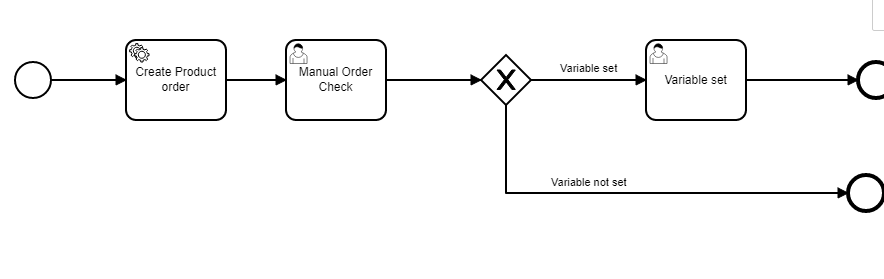 Create Product
order
Manual Order
Check
Variable set
Variable set
Variable not set